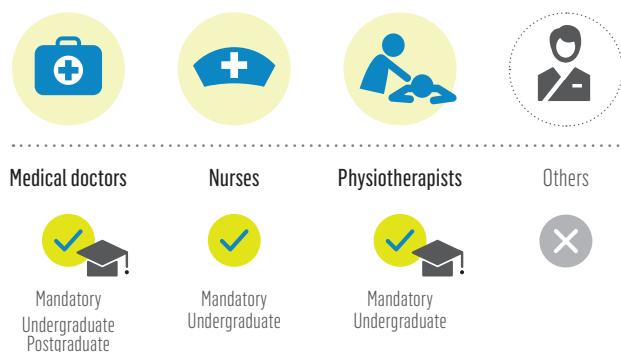 Medical doctors
Nurses
Physiotherapists
Others
Mandatory
Undergraduate
Postgraduate
Mandatory
Undergraduate
Mandatory
Undergraduate